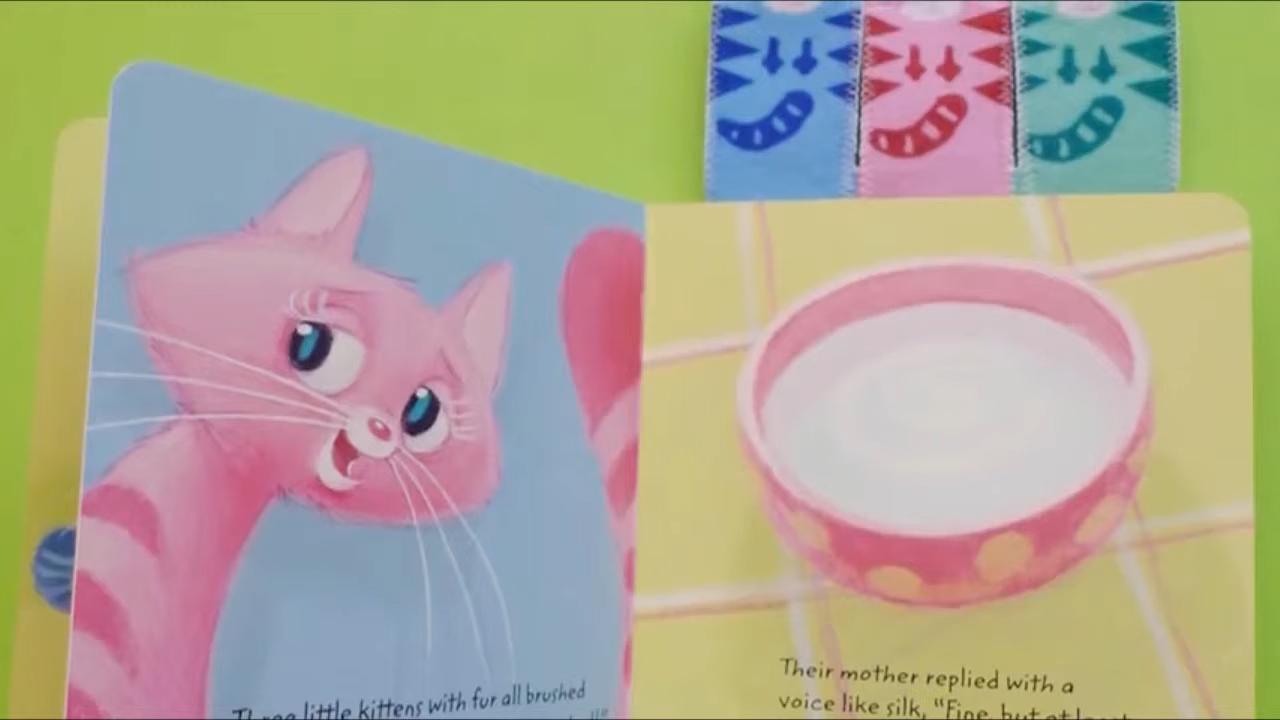 Three little kittens with fur all brushed
Their mother replied with a
voice like silk, "Fine, but at least